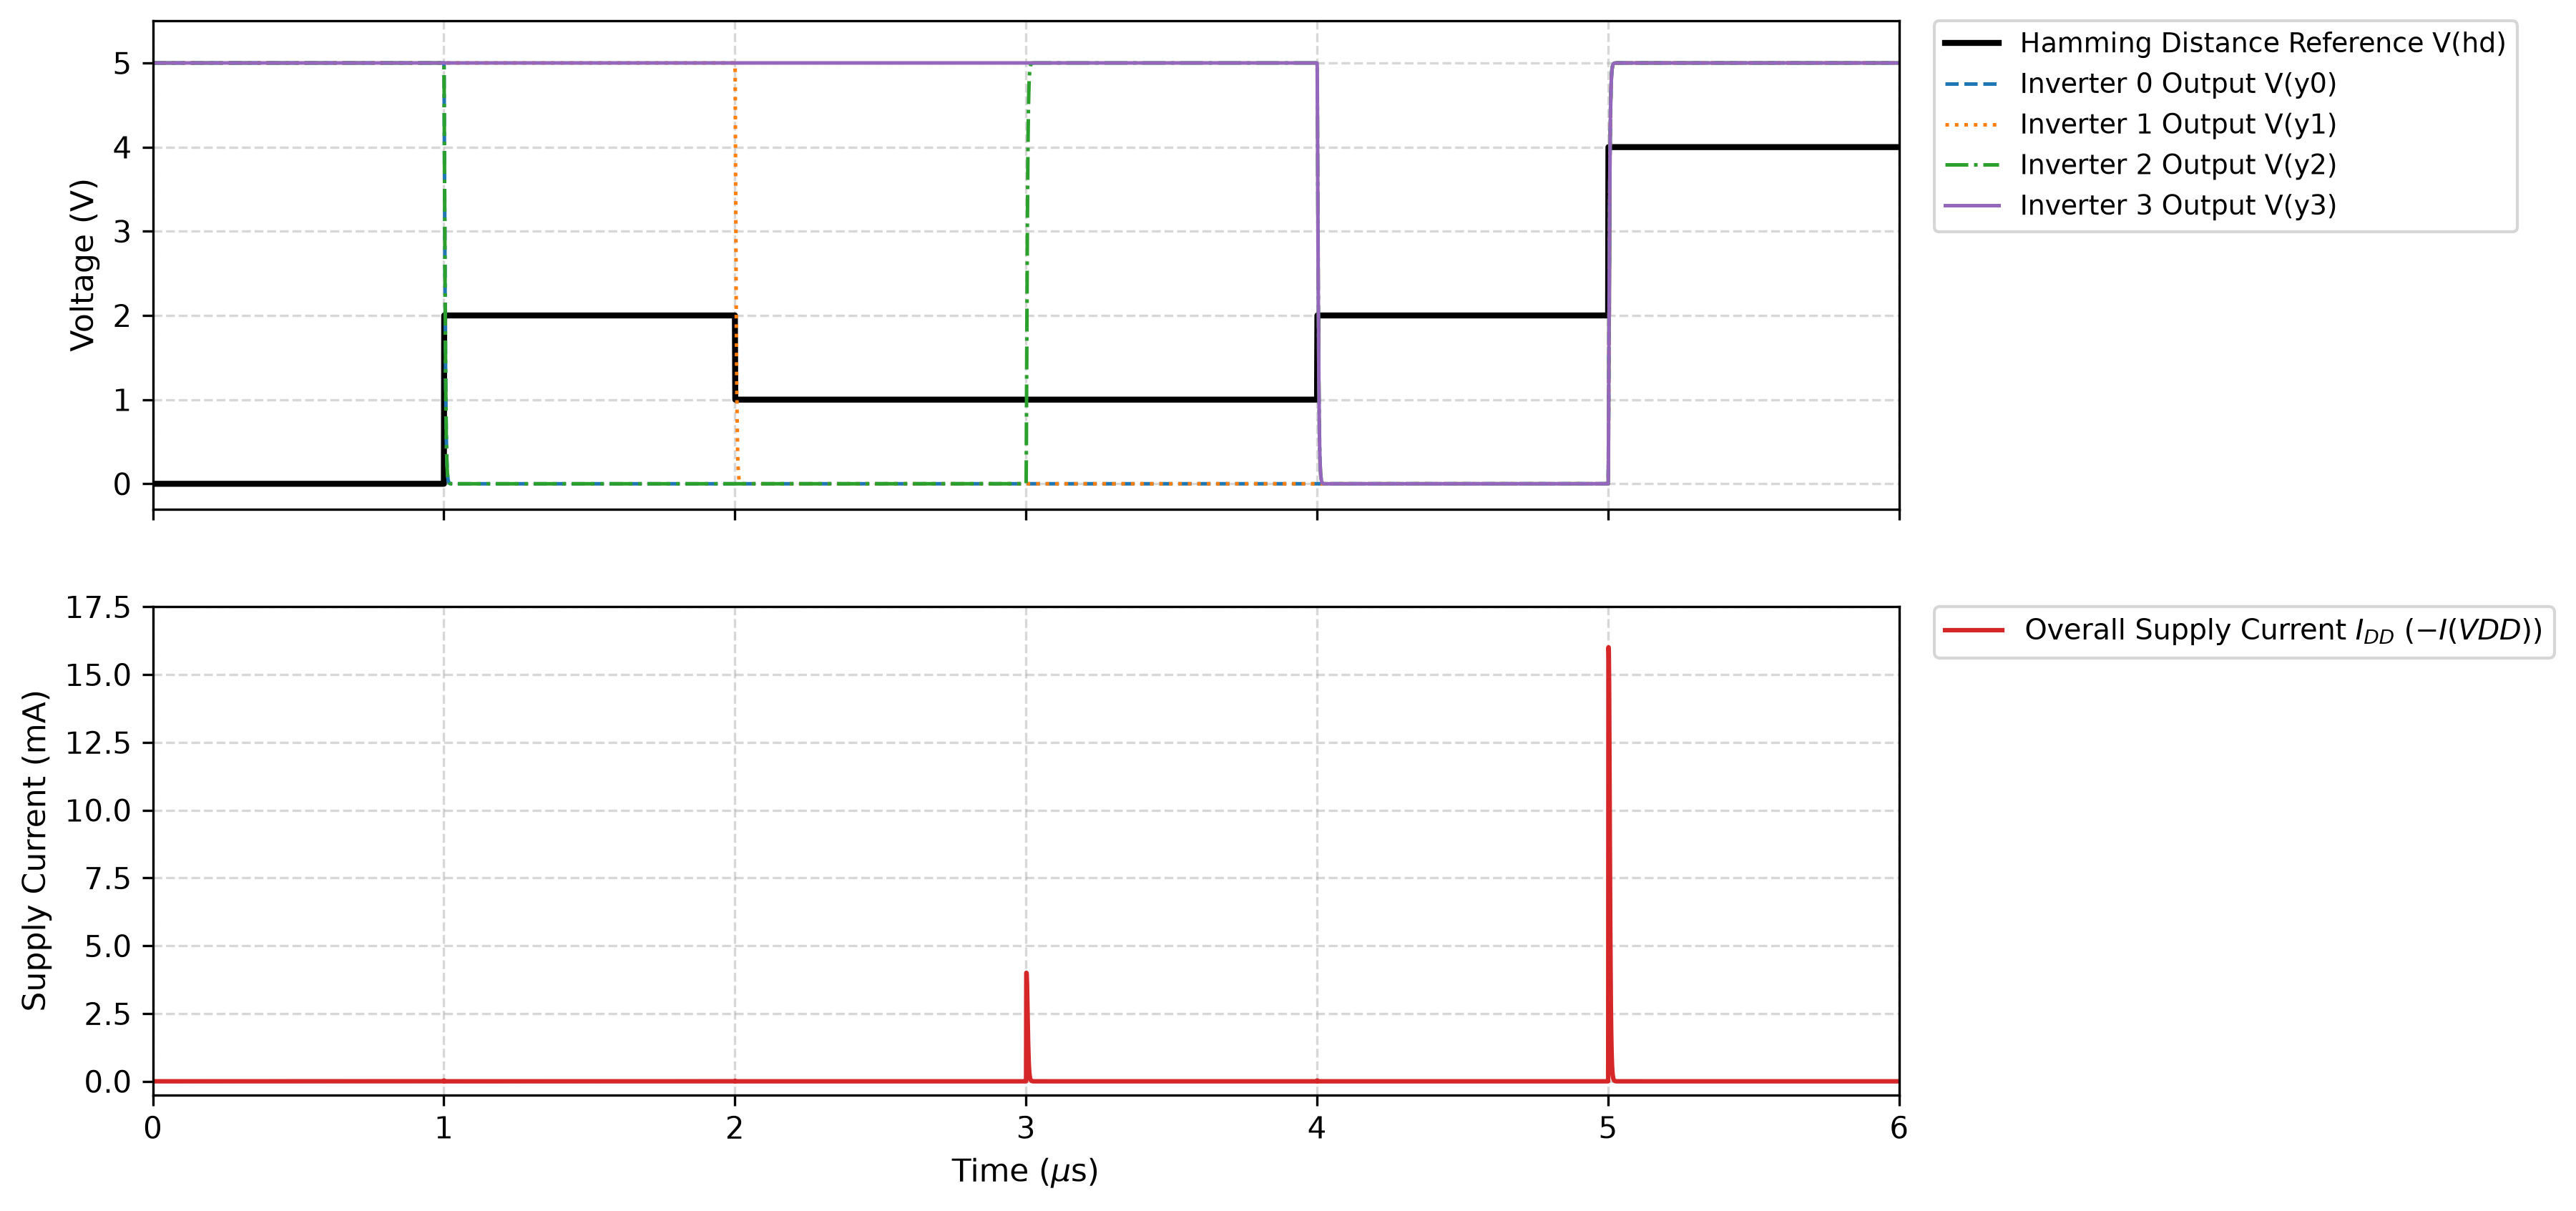 5
4
3
2
1
0
Voltage (V)
Hamming Distance Reference V(hd)
Inverter 0 Output V(y0)
Inverter 1 Output V(y1)
Inverter 2 Output V(y2)
Inverter 3 Output V(y3)
17.5
15.0
12.5
10.0
7.5
5.0
2.5
0.0
Supply Current (mA)
Overall Supply Current I_DD (−I(VDD))
0 1 2 3 4 5 6
Time (μs)